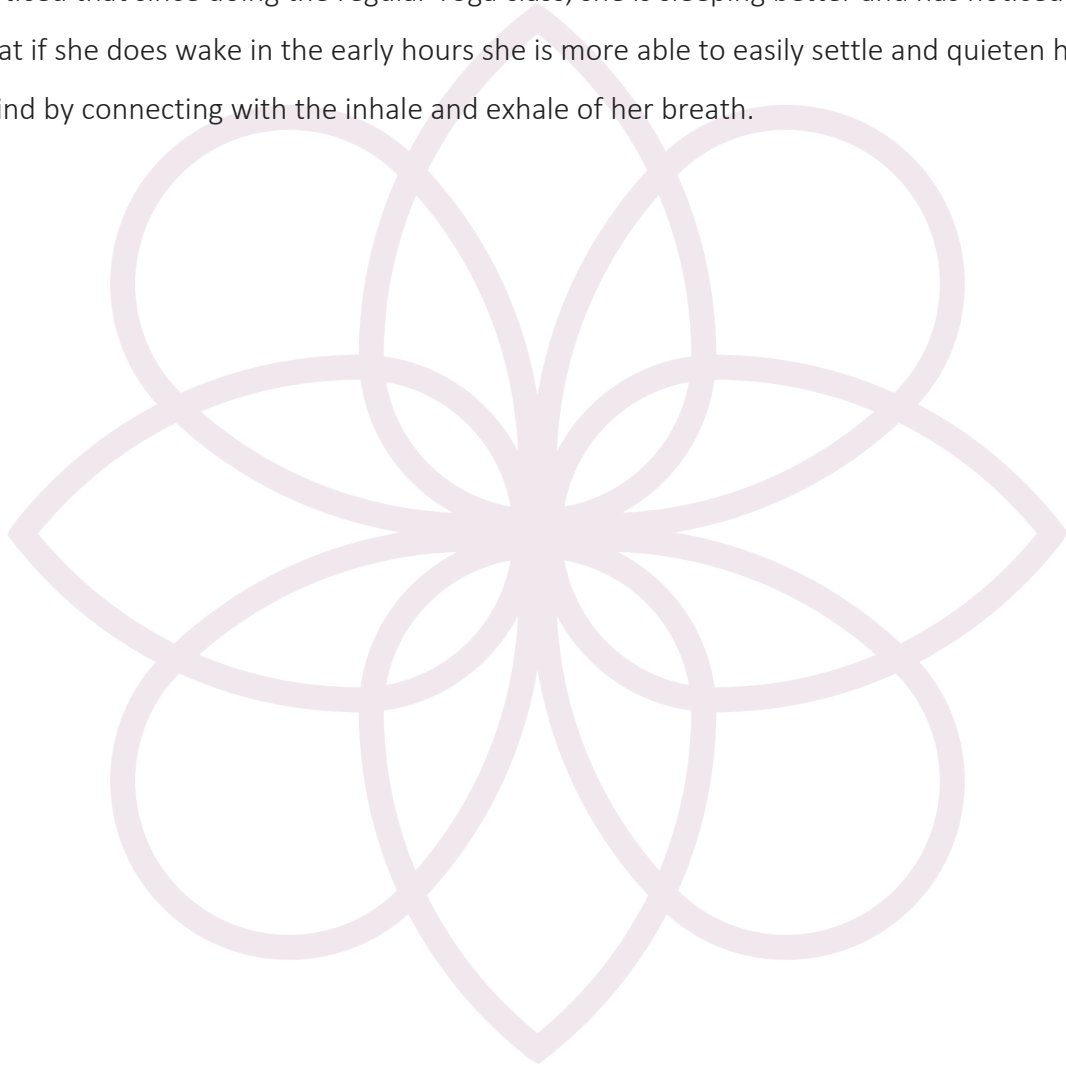 ticed that since doing the regular Yoga class, she is sleeping better and has noticed
at if she does wake in the early hours she is more able to easily settle and quieten h
ind by connecting with the inhale and exhale of her breath.